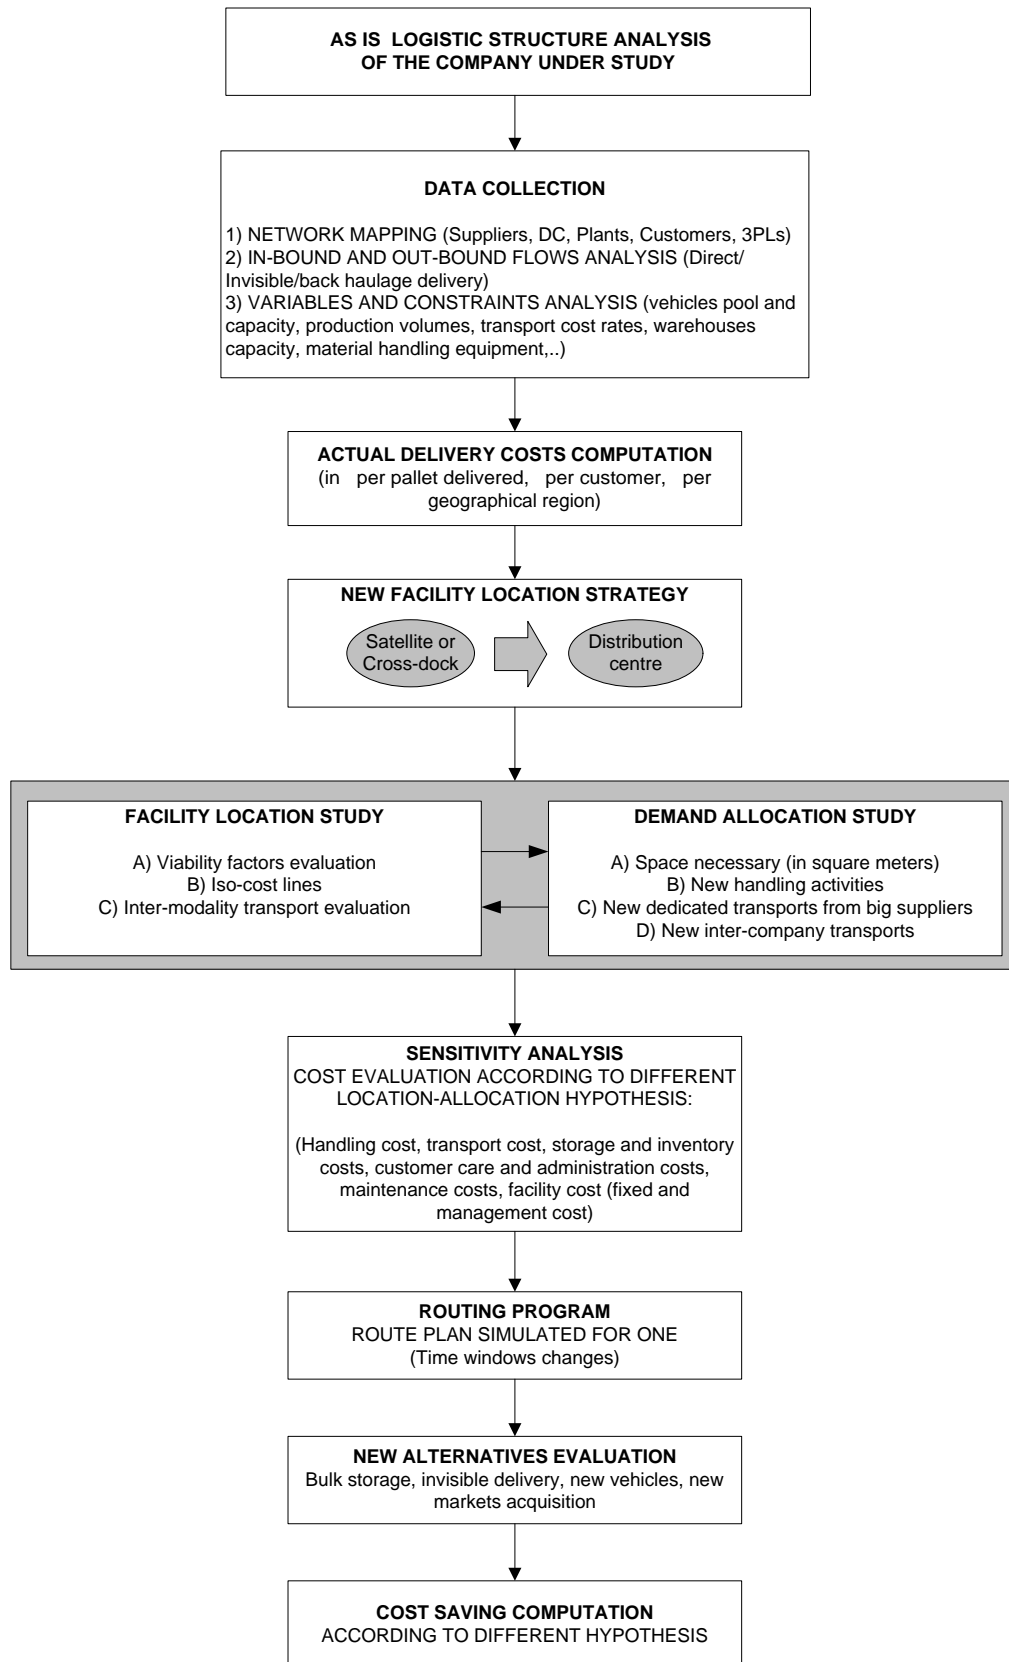 AS IS LOGISTIC STRUCTURE ANALYSIS
OF THE COMPANY UNDER STUDY
DATA COLLECTION
1) NETWORK MAPPING (Suppliers, DC, Plants, Customers, 3PLs)
2) IN-BOUND AND OUT-BOUND FLOWS ANALYSIS (Direct/
Invisible/back haulage delivery)
3) VARIABLES AND CONSTRAINTS ANALYSIS (vehicles pool and
capacity, production volumes, transport cost rates, warehouses
capacity, material handling equipment,..)
ACTUAL DELIVERY COSTS COMPUTATION
(in per pallet delivered, per customer, per
geographical region)
NEW FACILITY LOCATION STRATEGY
Satellite or
Cross-dock
Distribution
centre
FACILITY LOCATION STUDY
A) Viability factors evaluation
B) Iso-cost lines
C) Inter-modality transport evaluation
DEMAND ALLOCATION STUDY
A) Space necessary (in square meters)
B) New handling activities
C) New dedicated transports from big suppliers
D) New inter-company transports
SENSITIVITY ANALYSIS
COST EVALUATION ACCORDING TO DIFFERENT
LOCATION-ALLOCATION HYPOTHESIS:
(Handling cost, transport cost, storage and inventory
costs, customer care and administration costs,
maintenance costs, facility cost (fixed and
management cost)
ROUTING PROGRAM
ROUTE PLAN SIMULATED FOR ONE
(Time windows changes)
NEW ALTERNATIVES EVALUATION
Bulk storage, invisible delivery, new vehicles, new
markets acquisition
COST SAVING COMPUTATION
ACCORDING TO DIFFERENT HYPOTHESIS